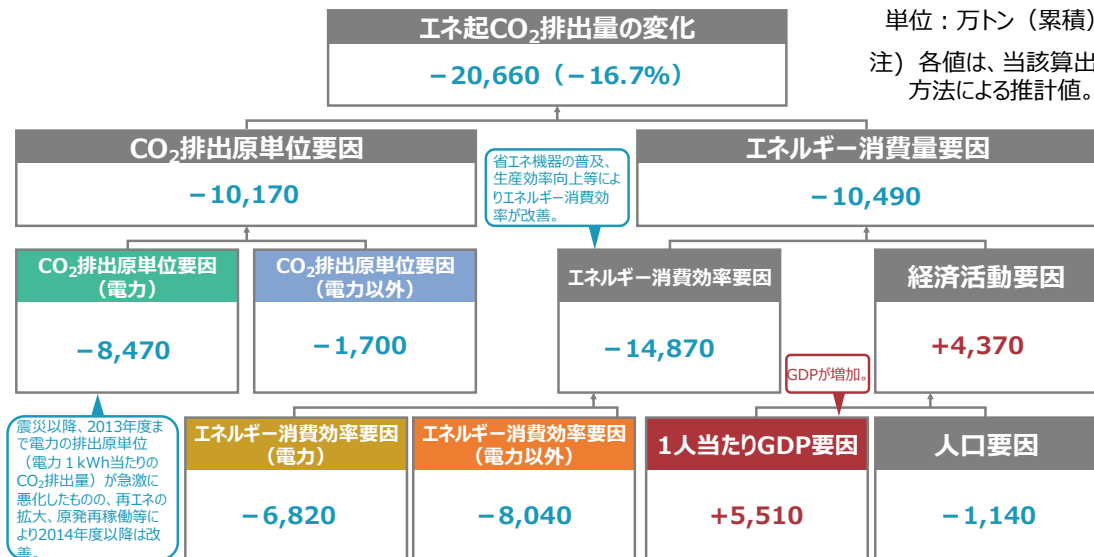 エネ起CO₂排出量の変化
−20,660（−16.7%）
単位：万トン（累積）
注）各値は、当該算出
方法による推計値。
CO₂排出原単位要因
−10,170
省エネ機器の普及、
生産効率向上等によ
りエネルギー消費効
率が改善。
エネルギー消費量要因
−10,490
CO₂排出原単位要因
（電力）
−8,470
CO₂排出原単位要因
（電力以外）
−1,700
エネルギー消費効率要因
−14,870
経済活動要因
+4,370
GDPが増加。
震災以降、2013年度ま
で電力の排出原単位
（電力１kWh当たりの
CO₂排出量）が急激に
悪化したものの、再エネの
拡大、原発再稼働等に
より2014年度以降は改
善。
エネルギー消費効率要因
（電力）
−6,820
エネルギー消費効率要因
（電力以外）
−8,040
1人当たりGDP要因
+5,510
人口要因
−1,140